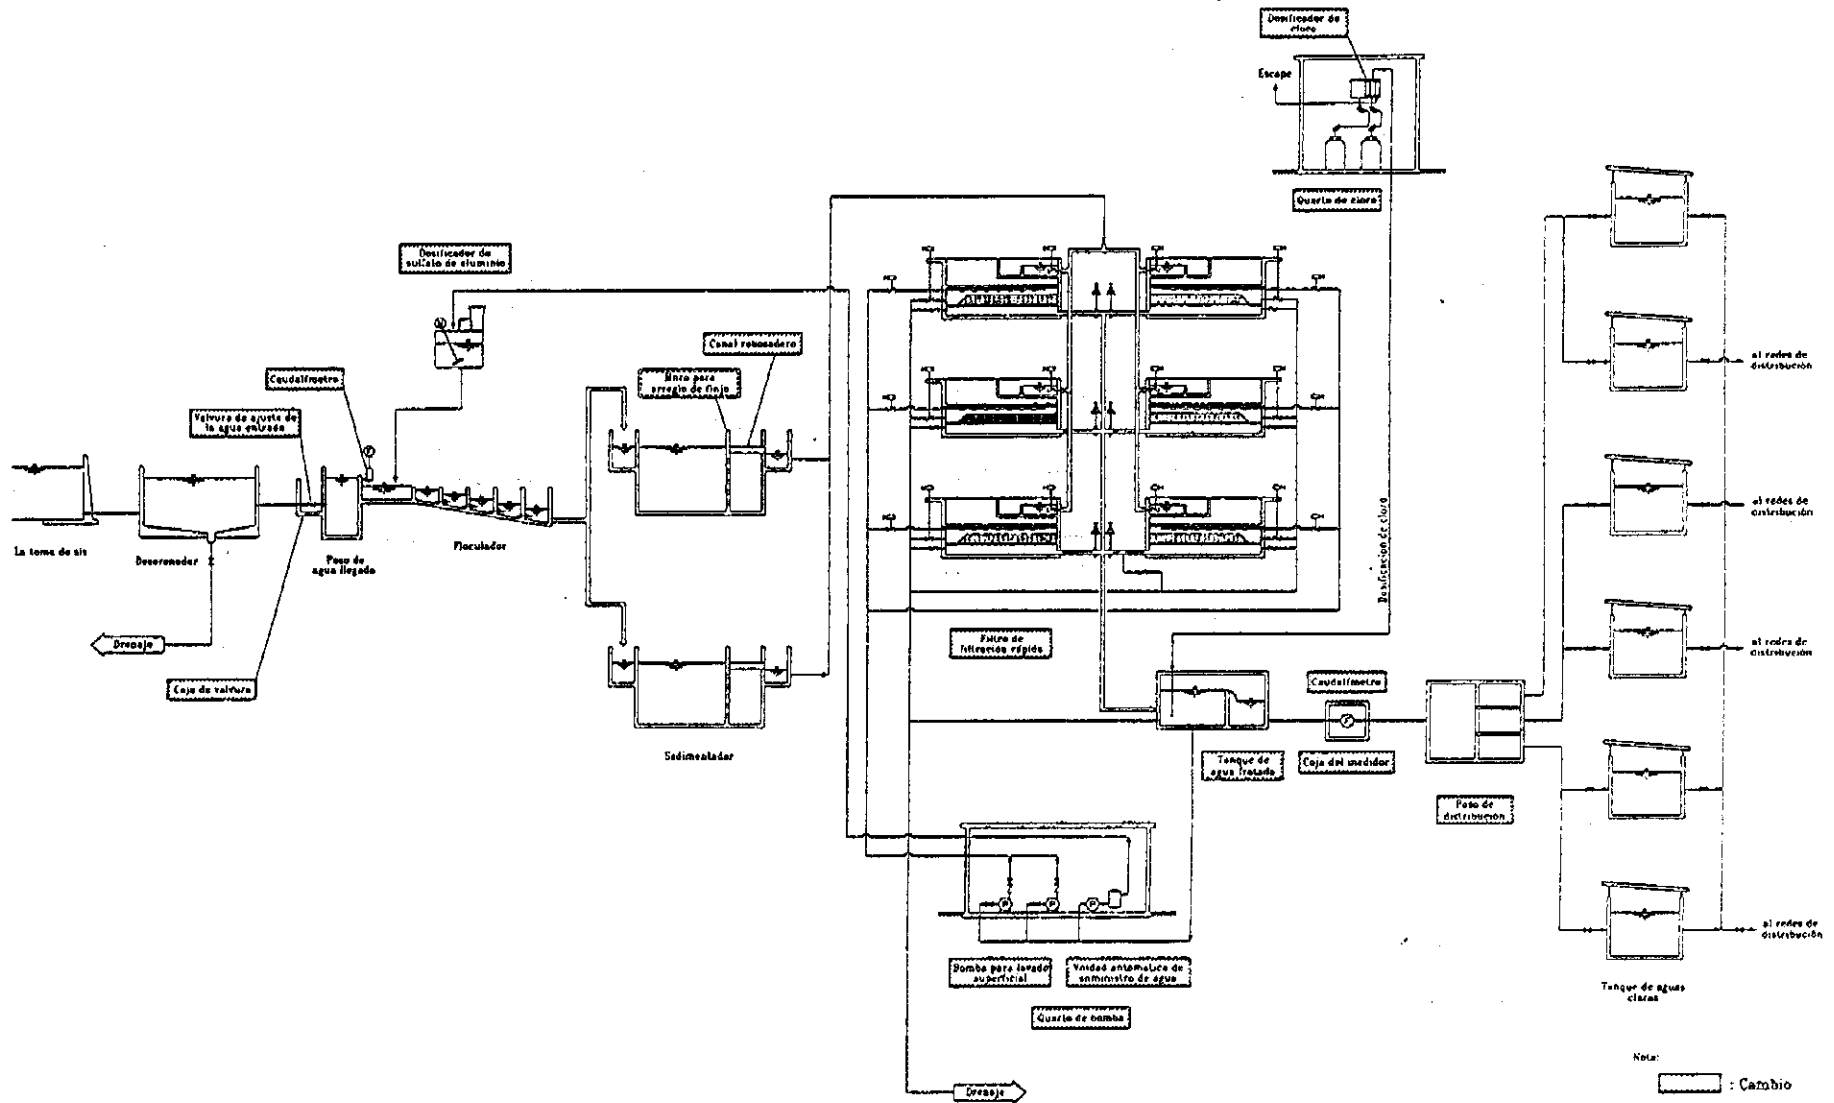 Dosificador de
cloro
Escape
Quarto de cloro
Dosificador de
sulfato de aluminio
Canal rebosadero
Caudalímetro
Muro para
arreglo de flujo
Valvura de ajuste de
la agua entrada
al redes de
distribución
al redes de
distribución
La toma de sis
Desarenador
Poso de
agua llegada
Floculador
Dosificacion de cloro
Drenaje
Filtro de
filtración rápida
al redes de
distribución
Caja de valvura
Caudalímetro
Sedimentador
Tanque de
agua tratada
Caja del medidor
Poso de
distribución
P
P
P
al redes de
distribución
Bomba para lavado
superficial
Unidad automatica de
suministro de agua
Tanque de aguas
claras
Quarto de bomba
Nota:
Drenaje
: Cambio